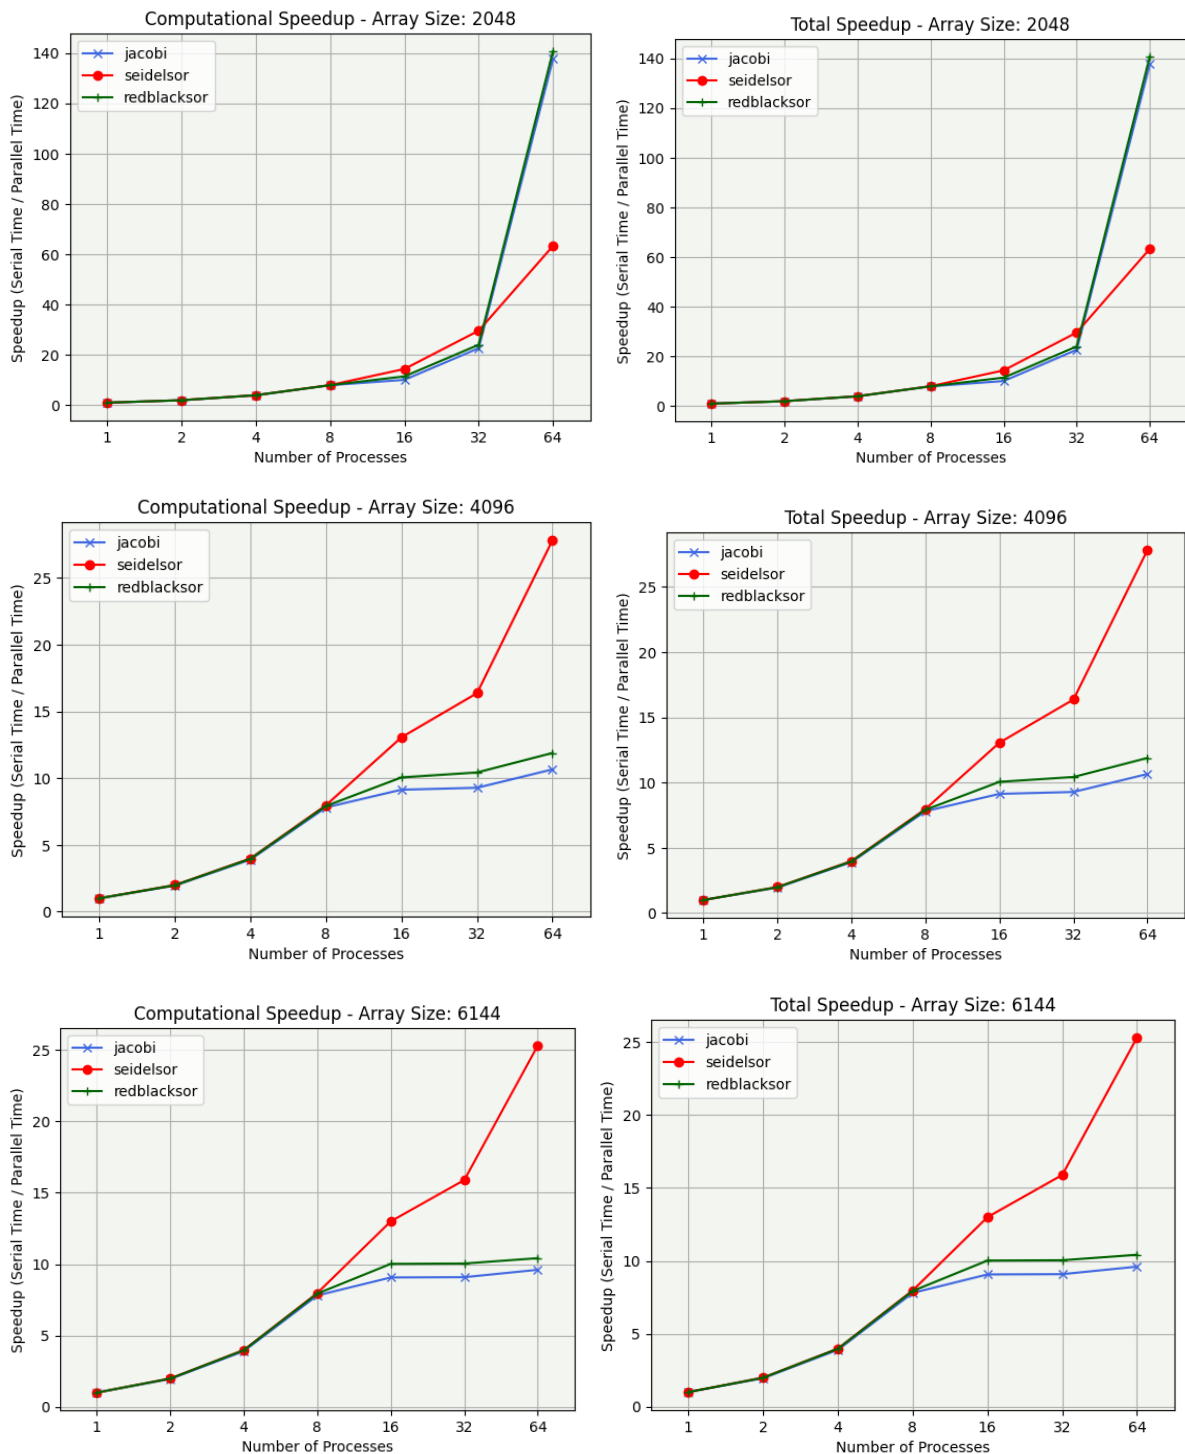 Computational Speedup - Array Size: 2048
jacobi
seidelsor
redblacksor
Speedup (Serial Time / Parallel Time)
140
120
100
80
60
40
20
0
1 2 4 8 16 32 64
Number of Processes
Total Speedup - Array Size: 2048
jacobi
seidelsor
redblacksor
Speedup (Serial Time / Parallel Time)
140
120
100
80
60
40
20
0
1 2 4 8 16 32 64
Number of Processes
Computational Speedup - Array Size: 4096
jacobi
seidelsor
redblacksor
Speedup (Serial Time / Parallel Time)
25
20
15
10
5
0
1 2 4 8 16 32 64
Number of Processes
Total Speedup - Array Size: 4096
jacobi
seidelsor
redblacksor
Speedup (Serial Time / Parallel Time)
25
20
15
10
5
0
1 2 4 8 16 32 64
Number of Processes
Computational Speedup - Array Size: 6144
jacobi
seidelsor
redblacksor
Speedup (Serial Time / Parallel Time)
25
20
15
10
5
0
1 2 4 8 16 32 64
Number of Processes
Total Speedup - Array Size: 6144
jacobi
seidelsor
redblacksor
Speedup (Serial Time / Parallel Time)
25
20
15
10
5
0
1 2 4 8 16 32 64
Number of Processes